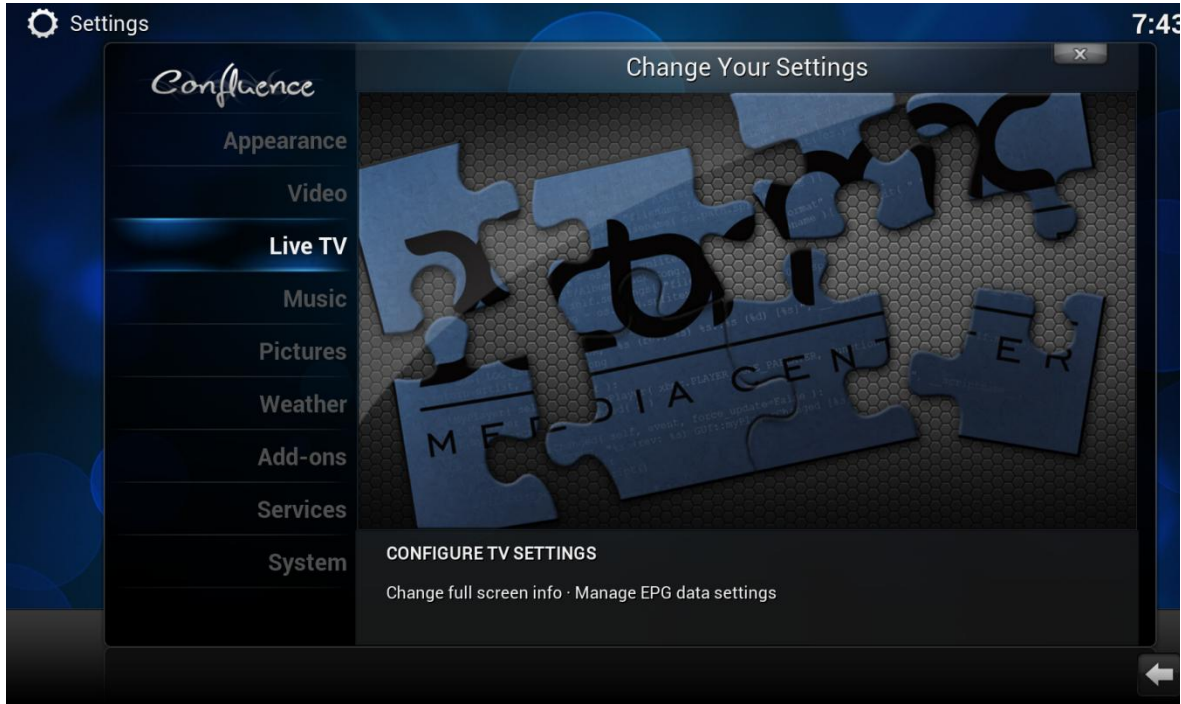 Settings
7:43
Confluence
Change Your Settings
Appearance
Video
Live TV
Music
Pictures
Weather
Add-ons
Services
System
MEDIA CENTER
CONFIGURE TV SETTINGS
Change full screen info · Manage EPG data settings